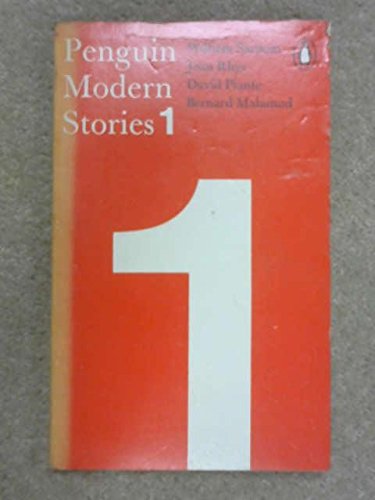 Penguin
Modern
Stories 1
William Sansom
Jean Rhys
David Plante
Bernard Malamud
1